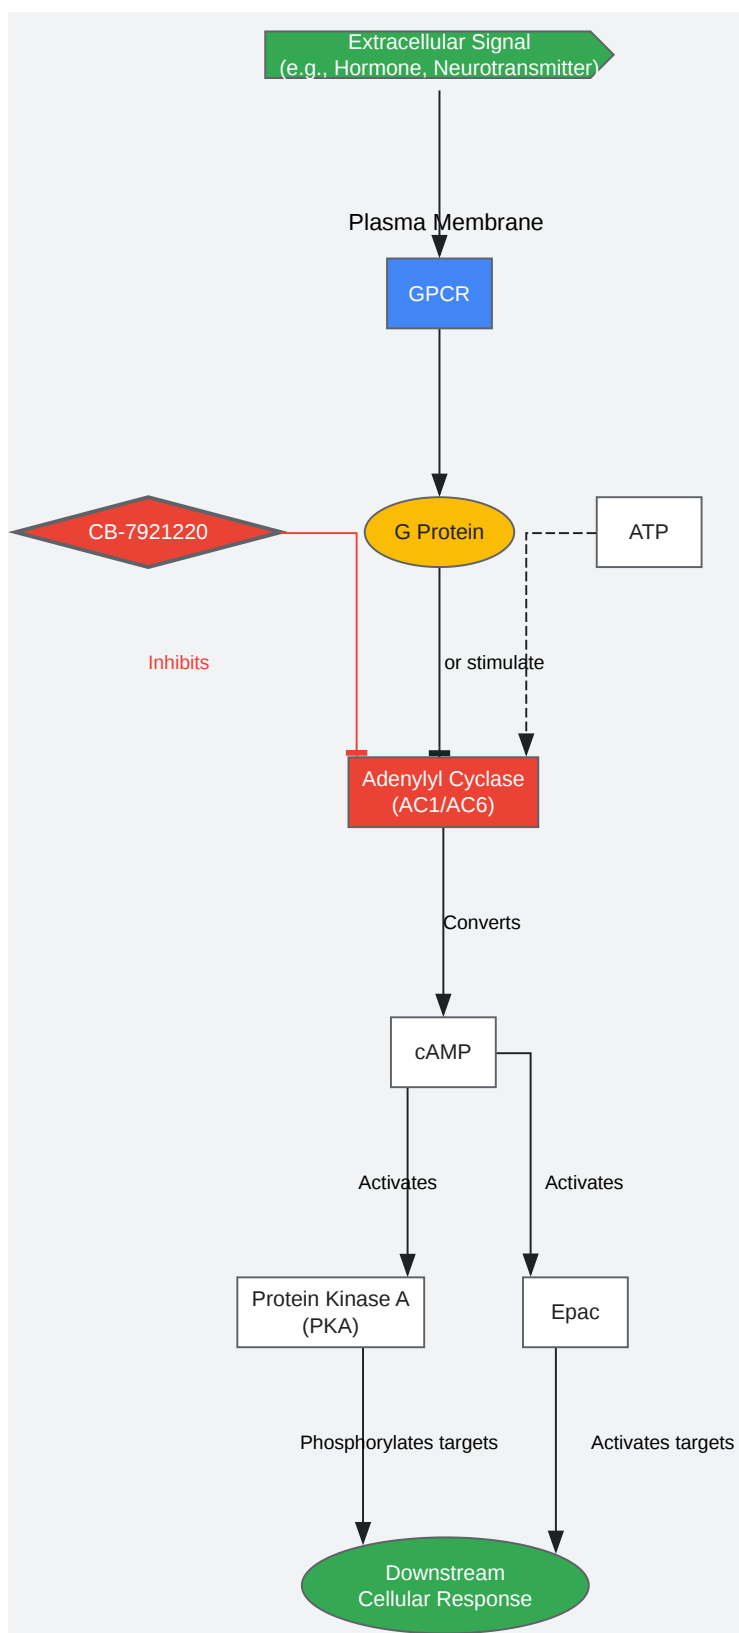 Extracellular Signal
(e.g., Hormone, Neurotransmitter)
Plasma Membrane
GPCR
CB-7921220
G Protein
ATP
Inhibits
or stimulate
Adenylyl Cyclase
(AC1/AC6)
Converts
cAMP
Activates
Activates
Protein Kinase A
(PKA)
Epac
Phosphorylates targets
Activates targets
Downstream
Cellular Response